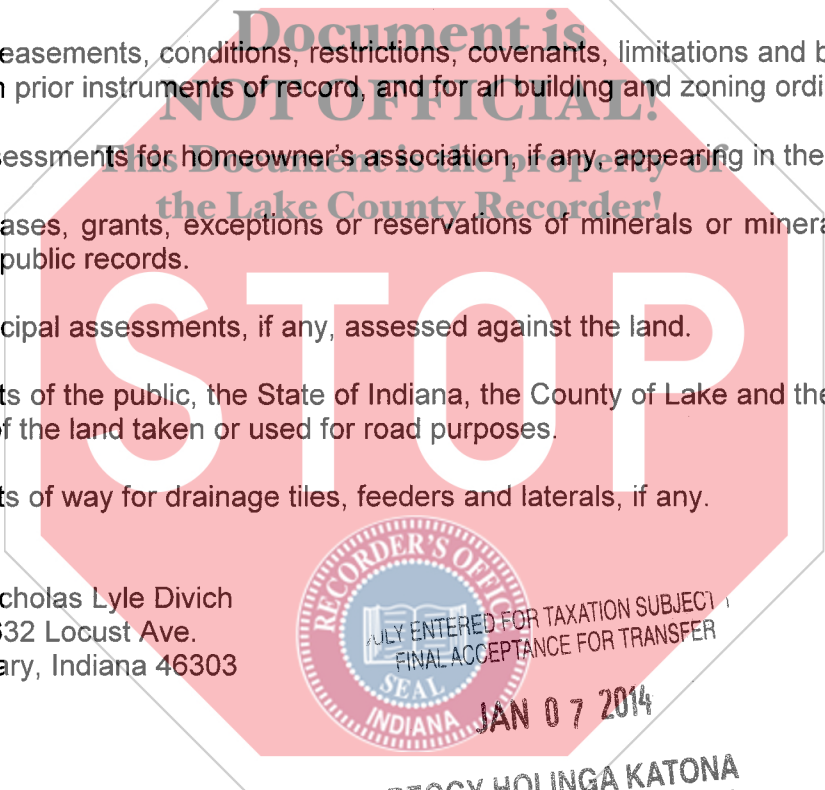 Document is
easements, conditions, restrictions, covenants, limitations and b
prior instruments of record, and for all building and zoning ordi
NOT OFFICIAL!
sessments for homeowner's association, if any, appearing in the
This Document is the property of
the Lake County Recorder!
ases, grants, exceptions or reservations of minerals or minera
public records.
STOP
cipal assessments, if any, assessed against the land.
ts of the public, the State of Indiana, the County of Lake and the
f the land taken or used for road purposes.
ts of way for drainage tiles, feeders and laterals, if any.
RECORDER'S OFFIC
SEAL
INDIANA
cholas Lyle Divich
632 Locust Ave.
ary, Indiana 46303
ULY ENTERED FOR TAXATION SUBJECT
FINAL ACCEPTANCE FOR TRANSFER
JAN 07 2014
PEGGY HOLINGA KATONA